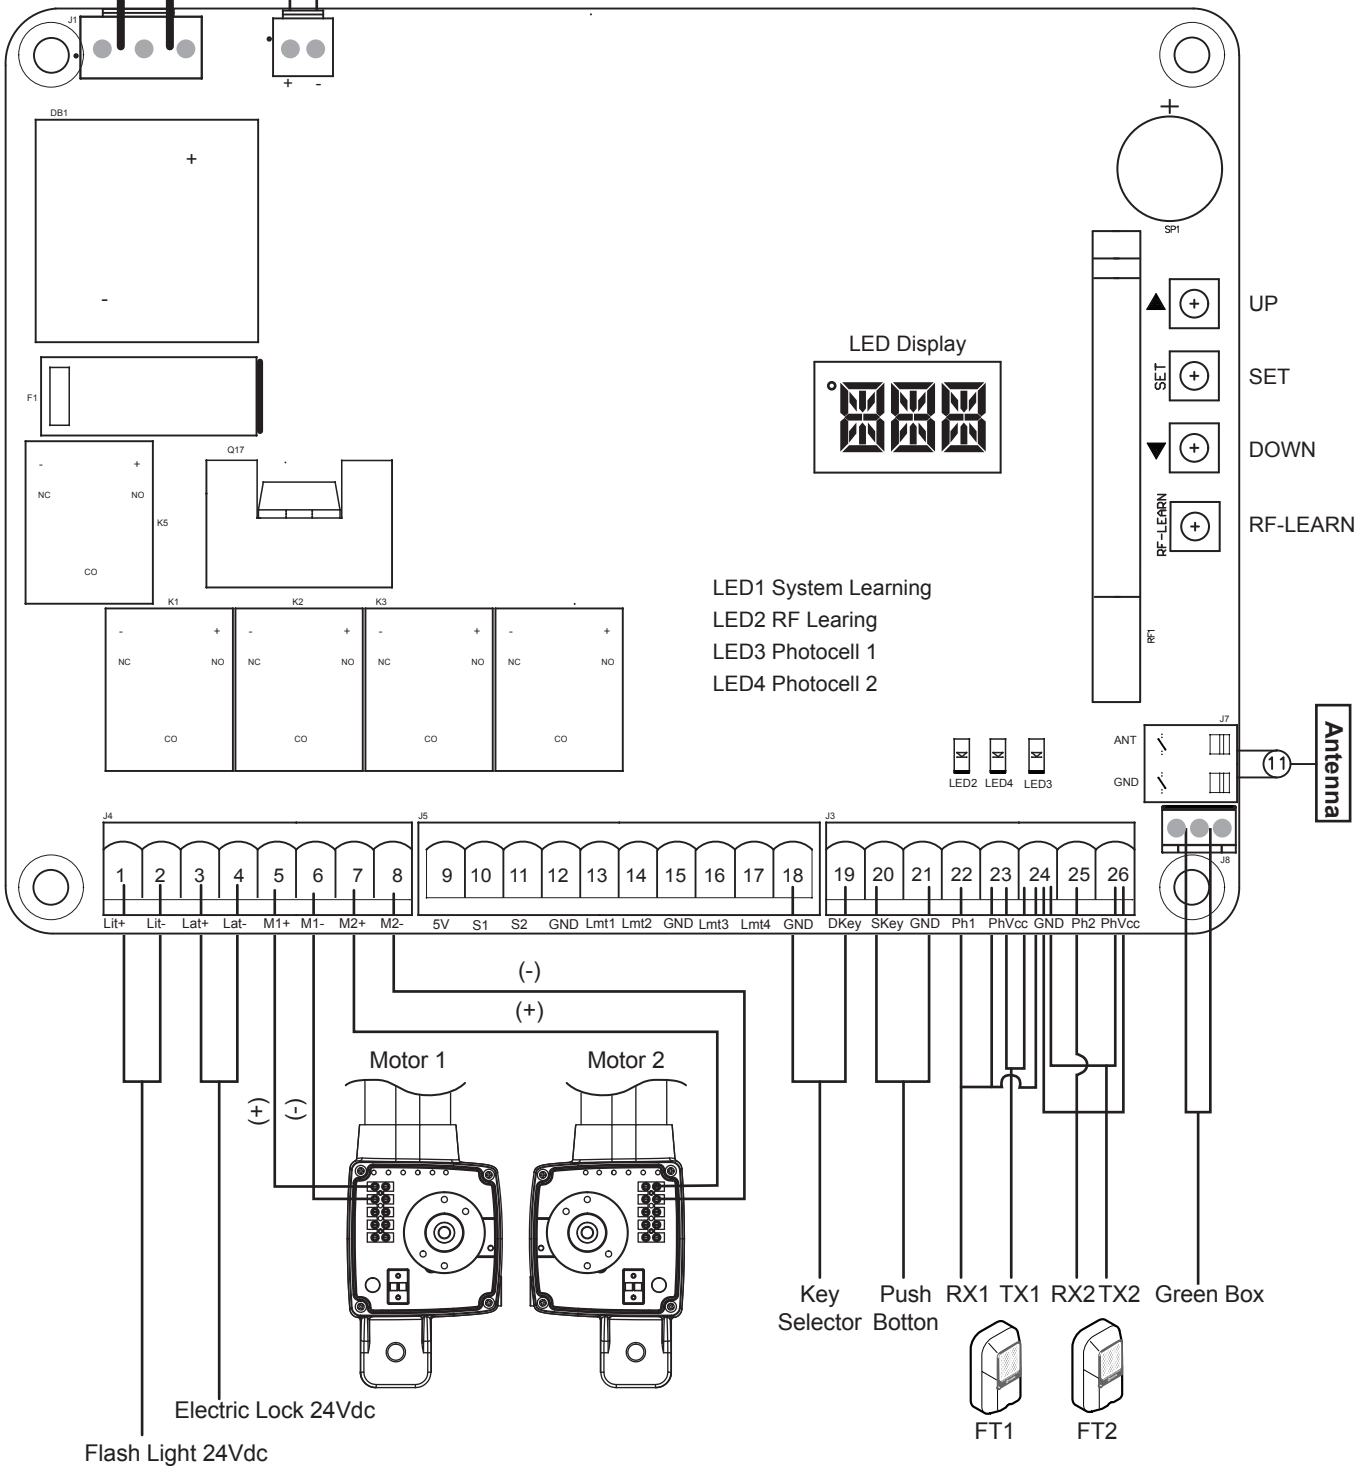 J1
+ -
DB1
+
-
+
SP1
UP
SET
SET
DOWN
RF-LEARN
RF-LEARN
LED Display
F1
Q17
- +
NC NO
K5
CO
K1 K2 K3
- + - + - + - +
NC NO NC NO NC NO NC NO
CO CO CO CO
LED1 System Learning
LED2 RF Learing
LED3 Photocell 1
LED4 Photocell 2
RF1
J7
ANT
GND
11
Antenna
LED2 LED4 LED3
J8
J4 J5 J3
1 2 3 4 5 6 7 8 9 10 11 12 13 14 15 16 17 18 19 20 21 22 23 24 25 26
Lit+ Lit- Lat+ Lat- M1+ M1- M2+ M2- 5V S1 S2 GND Lmt1 Lmt2 GND Lmt3 Lmt4 GND DKey SKey GND Ph1 PhVcc GND Ph2 PhVcc
(-)
(+)
Motor 1 Motor 2
(+) (-)
Key Selector
Push Botton
RX1 TX1 RX2 TX2 Green Box
FT1 FT2
Electric Lock 24Vdc
Flash Light 24Vdc